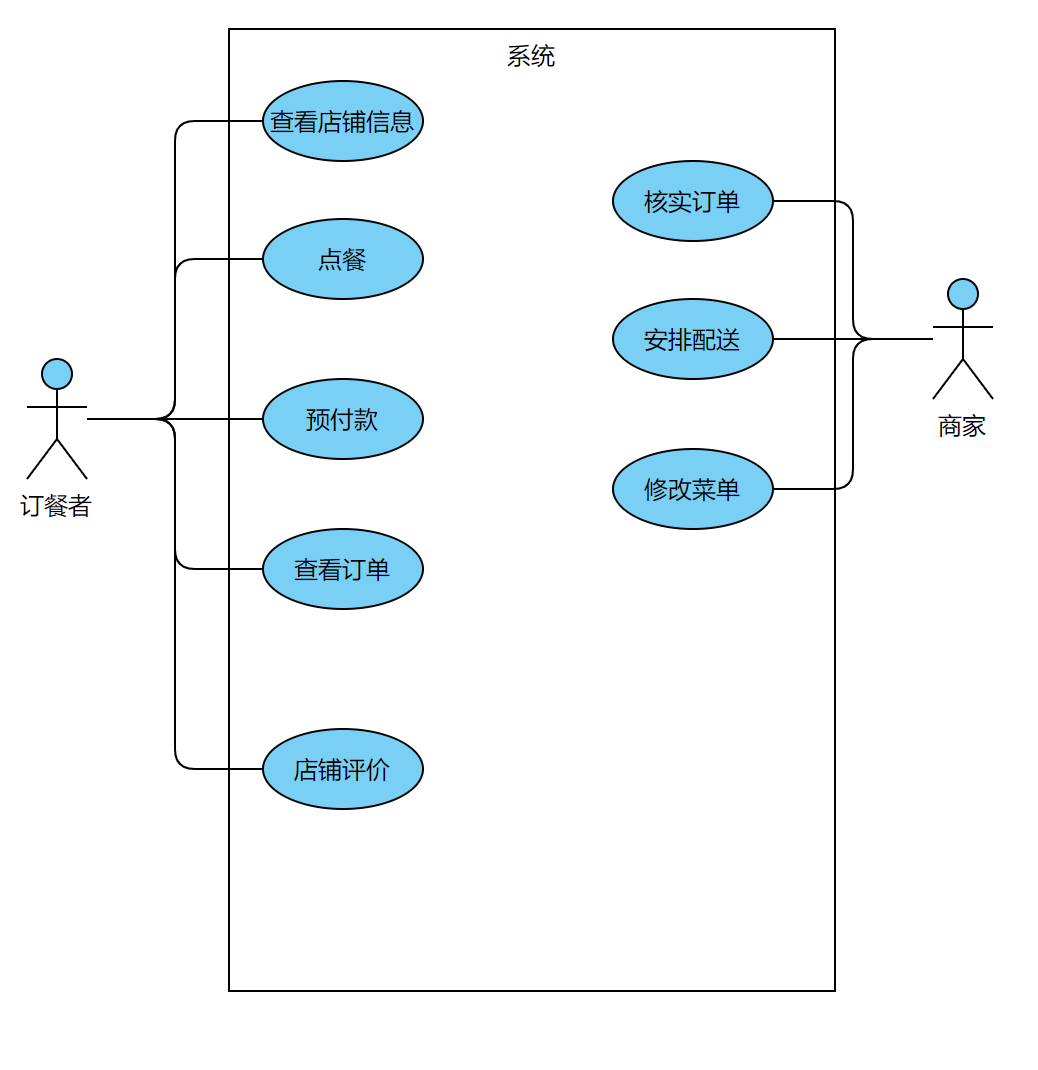 系统
查看店铺信息
核实订单
点餐
安排配送
预付款
商家
修改菜单
订餐者
查看订单
店铺评价